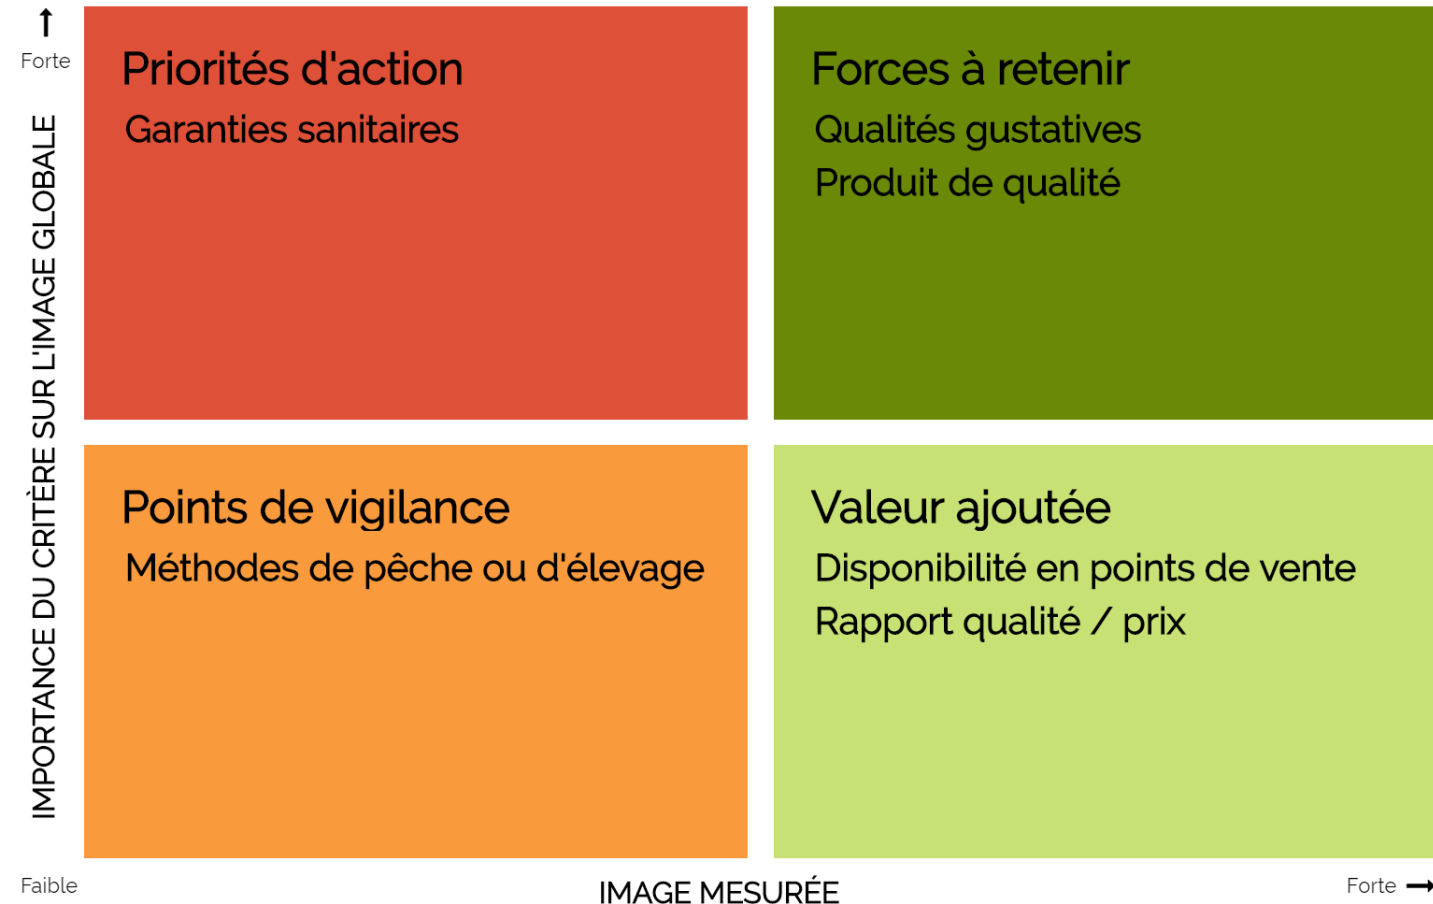 Forte
IMPORTANCE DU CRITÈRE SUR L'IMAGE GLOBALE
Priorités d'action
Garanties sanitaires
Forces à retenir
Qualités gustatives
Produit de qualité
Points de vigilance
Méthodes de pêche ou d'élevage
Valeur ajoutée
Disponibilité en points de vente
Rapport qualité / prix
Faible
IMAGE MESURÉE
Forte